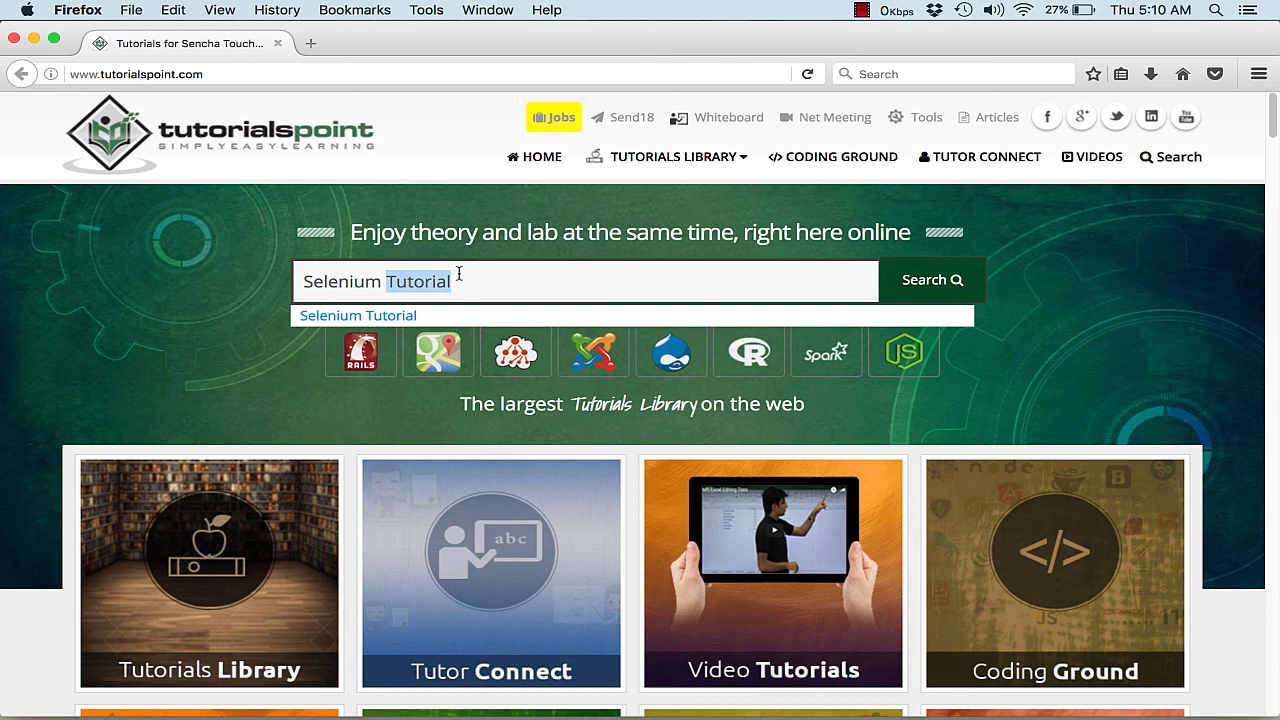 Firefox File Edit View History Bookmarks Tools Window Help 0Kbps 27% Thu 5:10 AM
Tutorials for Sencha Touch...
www.tutorialspoint.com Search
Jobs Send18 Whiteboard Net Meeting Tools Articles
tutorialspoint
SIMPLYEASYLEARNING
HOME TUTORIALS LIBRARY CODING GROUND TUTOR CONNECT VIDEOS Search
Enjoy theory and lab at the same time, right here online
Selenium Tutorial Search
Selenium Tutorial
RAILS R Spark JS
The largest Tutorials Library on the web
abc
</>
JS
Tutorials Library Tutor Connect Video Tutorials Coding Ground